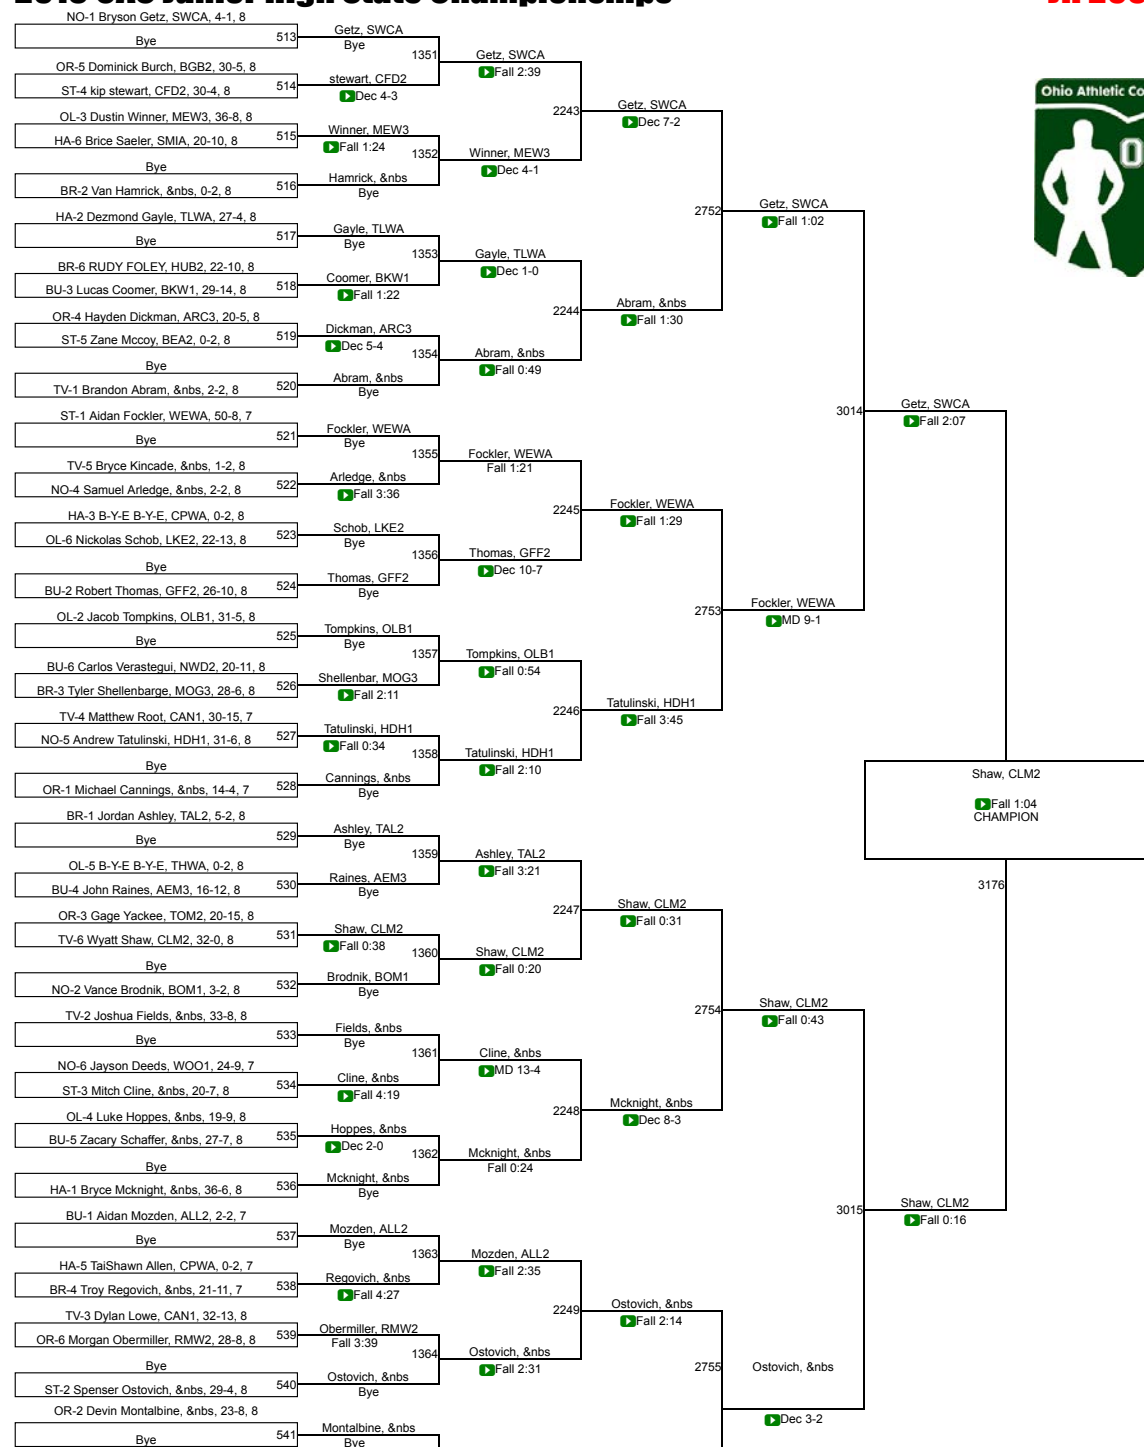 NO-1 Bryson Getz, SWCA, 4-1, 8
Bye
513
OR-5 Dominick Burch, BGB2, 30-5, 8
ST-4 kip stewart, CFD2, 30-4, 8
514
OL-3 Dustin Winner, MEW3, 36-8, 8
HA-6 Brice Saeler, SMIA, 20-10, 8
515
Bye
BR-2 Van Hamrick, &nbs, 0-2, 8
516
HA-2 Dezmond Gayle, TLWA, 27-4, 8
Bye
517
BR-6 RUDY FOLEY, HUB2, 22-10, 8
BU-3 Lucas Coomer, BKW1, 29-14, 8
518
OR-4 Hayden Dickman, ARC3, 20-5, 8
ST-5 Zane Mccoy, BEA2, 0-2, 8
519
Bye
TV-1 Brandon Abram, &nbs, 2-2, 8
520
ST-1 Aidan Fockler, WEWA, 50-8, 7
Bye
521
TV-5 Bryce Kincade, &nbs, 1-2, 8
NO-4 Samuel Arledge, &nbs, 2-2, 8
522
HA-3 B-Y-E B-Y-E, CPWA, 0-2, 8
OL-6 Nickolas Schob, LKE2, 22-13, 8
523
Bye
BU-2 Robert Thomas, GFF2, 26-10, 8
524
OL-2 Jacob Tompkins, OLB1, 31-5, 8
Bye
525
BU-6 Carlos Verastegui, NWD2, 20-11, 8
BR-3 Tyler Shellenbarge, MOG3, 28-6, 8
526
TV-4 Matthew Root, CAN1, 30-15, 7
NO-5 Andrew Tatulinski, HDH1, 31-6, 8
527
Bye
OR-1 Michael Cannings, &nbs, 14-4, 7
528
BR-1 Jordan Ashley, TAL2, 5-2, 8
Bye
529
OL-5 B-Y-E B-Y-E, THWA, 0-2, 8
BU-4 John Raines, AEM3, 16-12, 8
530
OR-3 Gage Yackee, TOM2, 20-15, 8
TV-6 Wyatt Shaw, CLM2, 32-0, 8
531
Bye
NO-2 Vance Brodnik, BOM1, 3-2, 8
532
TV-2 Joshua Fields, &nbs, 33-8, 8
Bye
533
NO-6 Jayson Deeds, WOO1, 24-9, 7
ST-3 Mitch Cline, &nbs, 20-7, 8
534
OL-4 Luke Hoppes, &nbs, 19-9, 8
BU-5 Zacary Schaffer, &nbs, 27-7, 8
535
Bye
HA-1 Bryce Mcknight, &nbs, 36-6, 8
536
BU-1 Aidan Mozden, ALL2, 2-2, 7
Bye
537
HA-5 TaiShawn Allen, CPWA, 0-2, 7
BR-4 Troy Regovich, &nbs, 21-11, 7
538
TV-3 Dylan Lowe, CAN1, 32-13, 8
OR-6 Morgan Obermiller, RMW2, 28-8, 8
539
Bye
ST-2 Spenser Ostovich, &nbs, 29-4, 8
540
OR-2 Devin Montalbine, &nbs, 23-8, 8
Bye
541
Getz, SWCA
Bye
1351
stewart, CFD2
Dec 4-3
Winner, MEW3
Fall 1:24
1352
Hamrick, &nbs
Bye
Gayle, TLWA
Bye
1353
Coomer, BKW1
Fall 1:22
Dickman, ARC3
Dec 5-4
1354
Abram, &nbs
Bye
Fockler, WEWA
Bye
1355
Arledge, &nbs
Fall 3:36
Schob, LKE2
Bye
1356
Thomas, GFF2
Bye
Tompkins, OLB1
Bye
1357
Shellenbar, MOG3
Fall 2:11
Tatulinski, HDH1
Fall 0:34
1358
Cannings, &nbs
Bye
Ashley, TAL2
Bye
1359
Raines, AEM3
Bye
Shaw, CLM2
Fall 0:38
1360
Brodnik, BOM1
Bye
Fields, &nbs
Bye
1361
Cline, &nbs
Fall 4:19
Hoppes, &nbs
Dec 2-0
1362
Mcknight, &nbs
Bye
Mozden, ALL2
Bye
1363
Regovich, &nbs
Fall 4:27
Obermiller, RMW2
Fall 3:39
1364
Ostovich, &nbs
Bye
Montalbine, &nbs
Bye
Getz, SWCA
Fall 2:39
2243
Winner, MEW3
Dec 4-1
Gayle, TLWA
Dec 1-0
2244
Abram, &nbs
Fall 0:49
Fockler, WEWA
Fall 1:21
2245
Thomas, GFF2
Dec 10-7
Tompkins, OLB1
Fall 0:54
2246
Tatulinski, HDH1
Fall 2:10
Ashley, TAL2
Fall 3:21
2247
Shaw, CLM2
Fall 0:20
Cline, &nbs
MD 13-4
2248
Mcknight, &nbs
Fall 0:24
Mozden, ALL2
Fall 2:35
2249
Ostovich, &nbs
Fall 2:31
Getz, SWCA
Dec 7-2
2752
Abram, &nbs
Fall 1:30
Fockler, WEWA
Fall 1:29
2753
Tatulinski, HDH1
Fall 3:45
Shaw, CLM2
Fall 0:31
2754
Mcknight, &nbs
Dec 8-3
Ostovich, &nbs
Fall 2:14
2755
Getz, SWCA
Fall 1:02
3014
Fockler, WEWA
MD 9-1
Shaw, CLM2
Fall 0:43
3015
Ostovich, &nbs
Dec 3-2
Getz, SWCA
Fall 2:07
Shaw, CLM2
Fall 0:16
Shaw, CLM2
Fall 1:04
CHAMPION
3176
Ohio Athletic Co